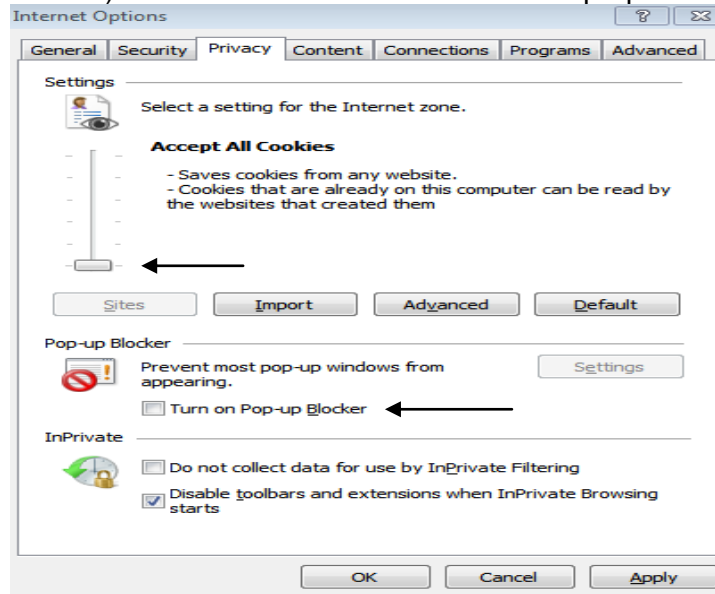 Internet Options
General Security Privacy Content Connections Programs Advanced
Settings
Select a setting for the Internet zone.
Accept All Cookies
- Saves cookies from any website.
- Cookies that are already on this computer can be read by
the websites that created them
Sites Import Advanced Default
Pop-up Blocker
Prevent most pop-up windows from
appearing.
Settings
Turn on Pop-up Blocker
InPrivate
Do not collect data for use by InPrivate Filtering
Disable toolbars and extensions when InPrivate Browsing
starts
OK Cancel Apply